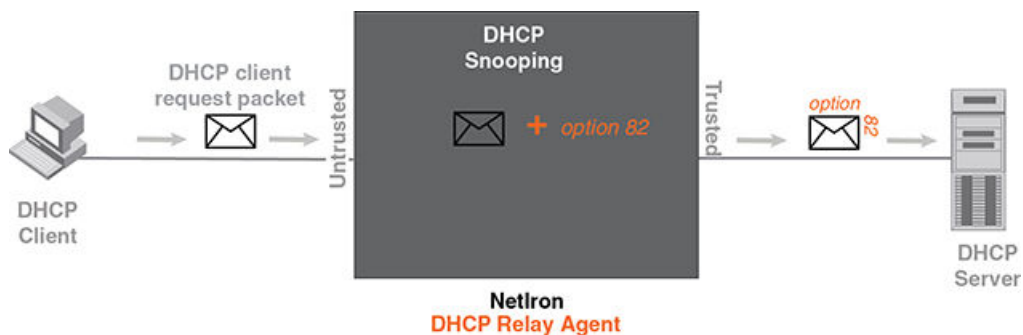 DHCP
Snooping
DHCP client
request packet
+ option 82
option
82
Untrusted
Trusted
DHCP
Client
DHCP
Server
NetIron
DHCP Relay Agent